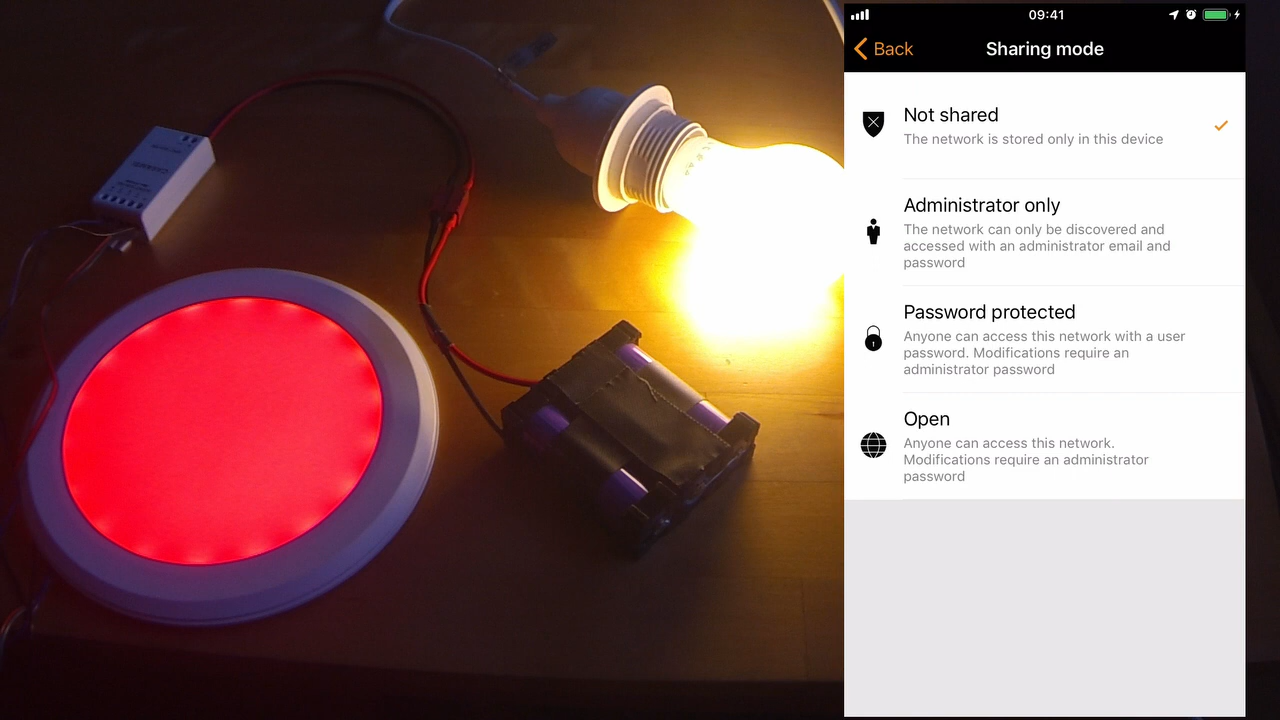 09:41
Back
Sharing mode
Not shared
The network is stored only in this device
Administrator only
The network can only be discovered and
accessed with an administrator email and
password
Password protected
Anyone can access this network with a user
password. Modifications require an
administrator password
Open
Anyone can access this network.
Modifications require an administrator
password